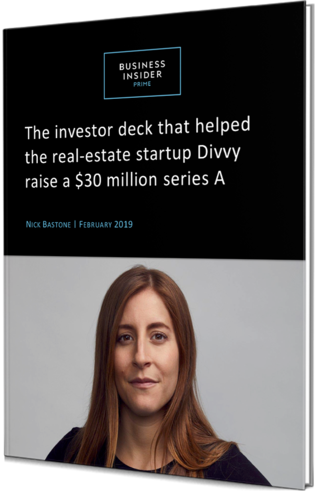 BUSINESS
INSIDER
PRIME
The investor deck that helped
the real-estate startup Divvy
raise a $30 million series A
NICK BASTONE | FEBRUARY 2019